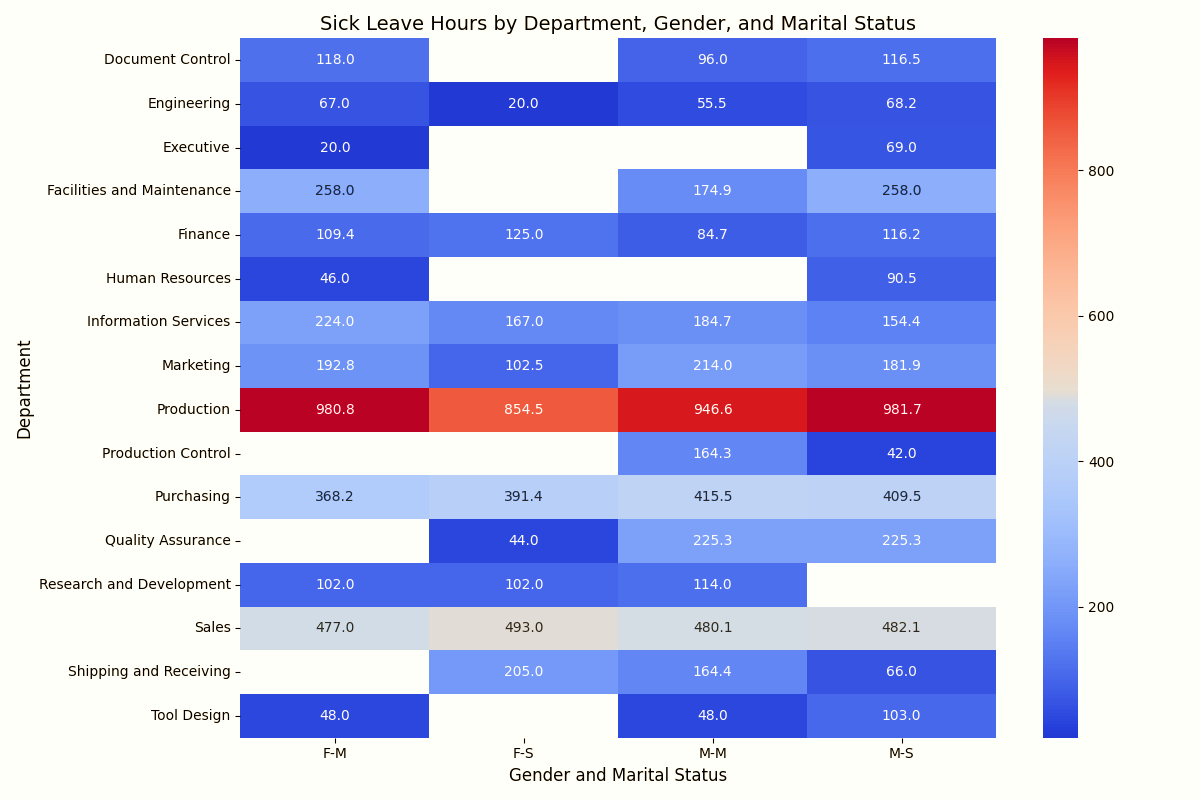 Sick Leave Hours by Department, Gender, and Marital Status
Department
Document Control 118.0 96.0 116.5
Engineering 67.0 20.0 55.5 68.2
Executive 20.0 69.0
Facilities and Maintenance 258.0 174.9 258.0
Finance 109.4 125.0 84.7 116.2
Human Resources 46.0 90.5
Information Services 224.0 167.0 184.7 154.4
Marketing 192.8 102.5 214.0 181.9
Production 980.8 854.5 946.6 981.7
Production Control 164.3 42.0
Purchasing 368.2 391.4 415.5 409.5
Quality Assurance 44.0 225.3 225.3
Research and Development 102.0 102.0 114.0
Sales 477.0 493.0 480.1 482.1
Shipping and Receiving 205.0 164.4 66.0
Tool Design 48.0 48.0 103.0
F-M F-S M-M M-S
Gender and Marital Status
800
600
400
200